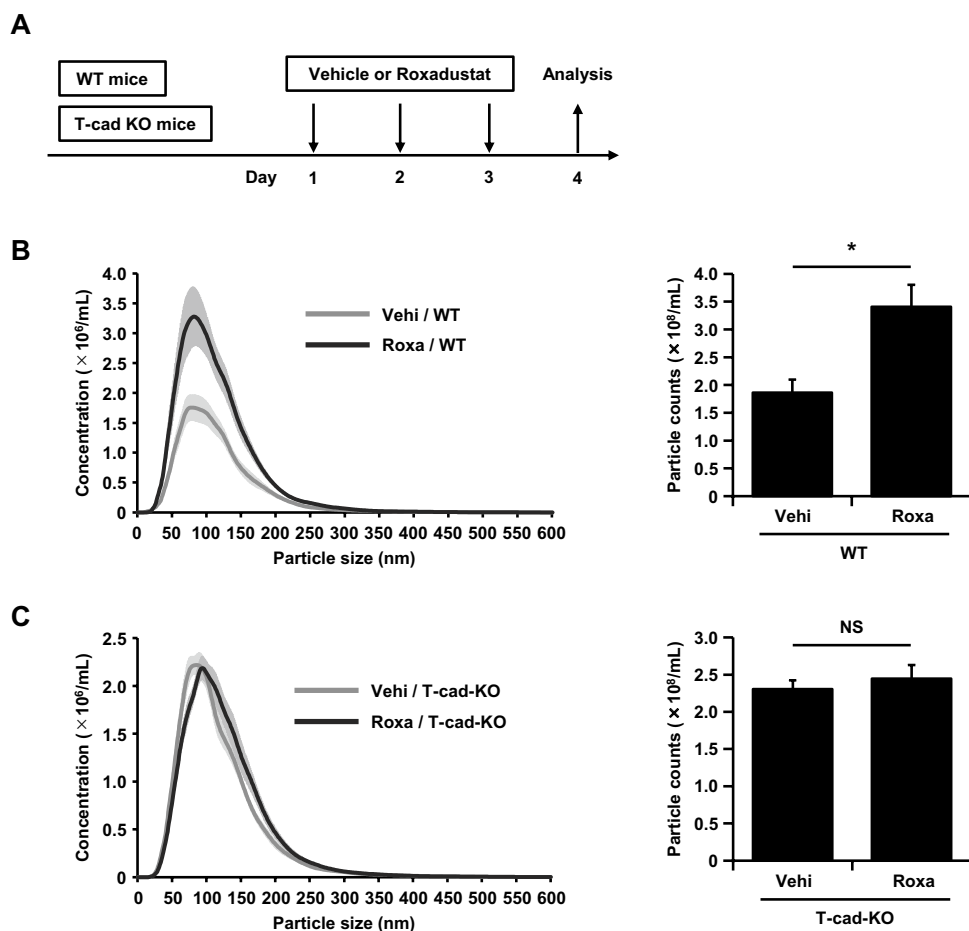 A
WT mice
T-cad KO mice
Vehicle or Roxadustat
Analysis
Day 1 2 3 4
B
Concentration (×10⁶/mL)
4.0
3.5
3.0
2.5
2.0
1.5
1.0
0.5
0
0 50 100 150 200 250 300 350 400 450 500 550 600
Particle size (nm)
Vehi / WT
Roxa / WT
*
Particle counts (×10⁸/mL)
4.0
3.5
3.0
2.5
2.0
1.5
1.0
0.5
0
Vehi Roxa
WT
C
Concentration (×10⁶/mL)
2.5
2.0
1.5
1.0
0.5
0
0 50 100 150 200 250 300 350 400 450 500 550 600
Particle size (nm)
Vehi / T-cad-KO
Roxa / T-cad-KO
NS
Particle counts (×10⁸/mL)
3.0
2.5
2.0
1.5
1.0
0.5
0
Vehi Roxa
T-cad-KO